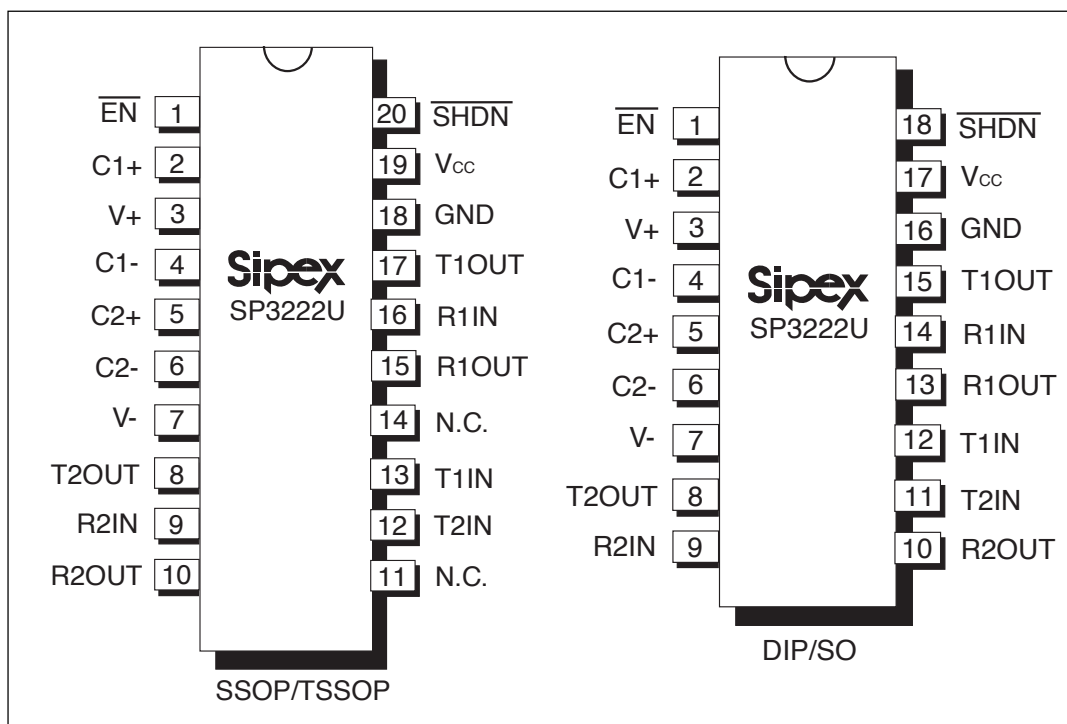 EN 1 20 SHDN
C1+ 2 19 VCC
V+ 3 18 GND
C1- 4 17 T1OUT
C2+ 5 16 R1IN
C2- 6 15 R1OUT
V- 7 14 N.C.
T2OUT 8 13 T1IN
R2IN 9 12 T2IN
R2OUT 10 11 N.C.
Sipex
SP3222U
SSOP/TSSOP
EN 1 18 SHDN
C1+ 2 17 VCC
V+ 3 16 GND
C1- 4 15 T1OUT
C2+ 5 14 R1IN
C2- 6 13 R1OUT
V- 7 12 T1IN
T2OUT 8 11 T2IN
R2IN 9 10 R2OUT
Sipex
SP3222U
DIP/SO